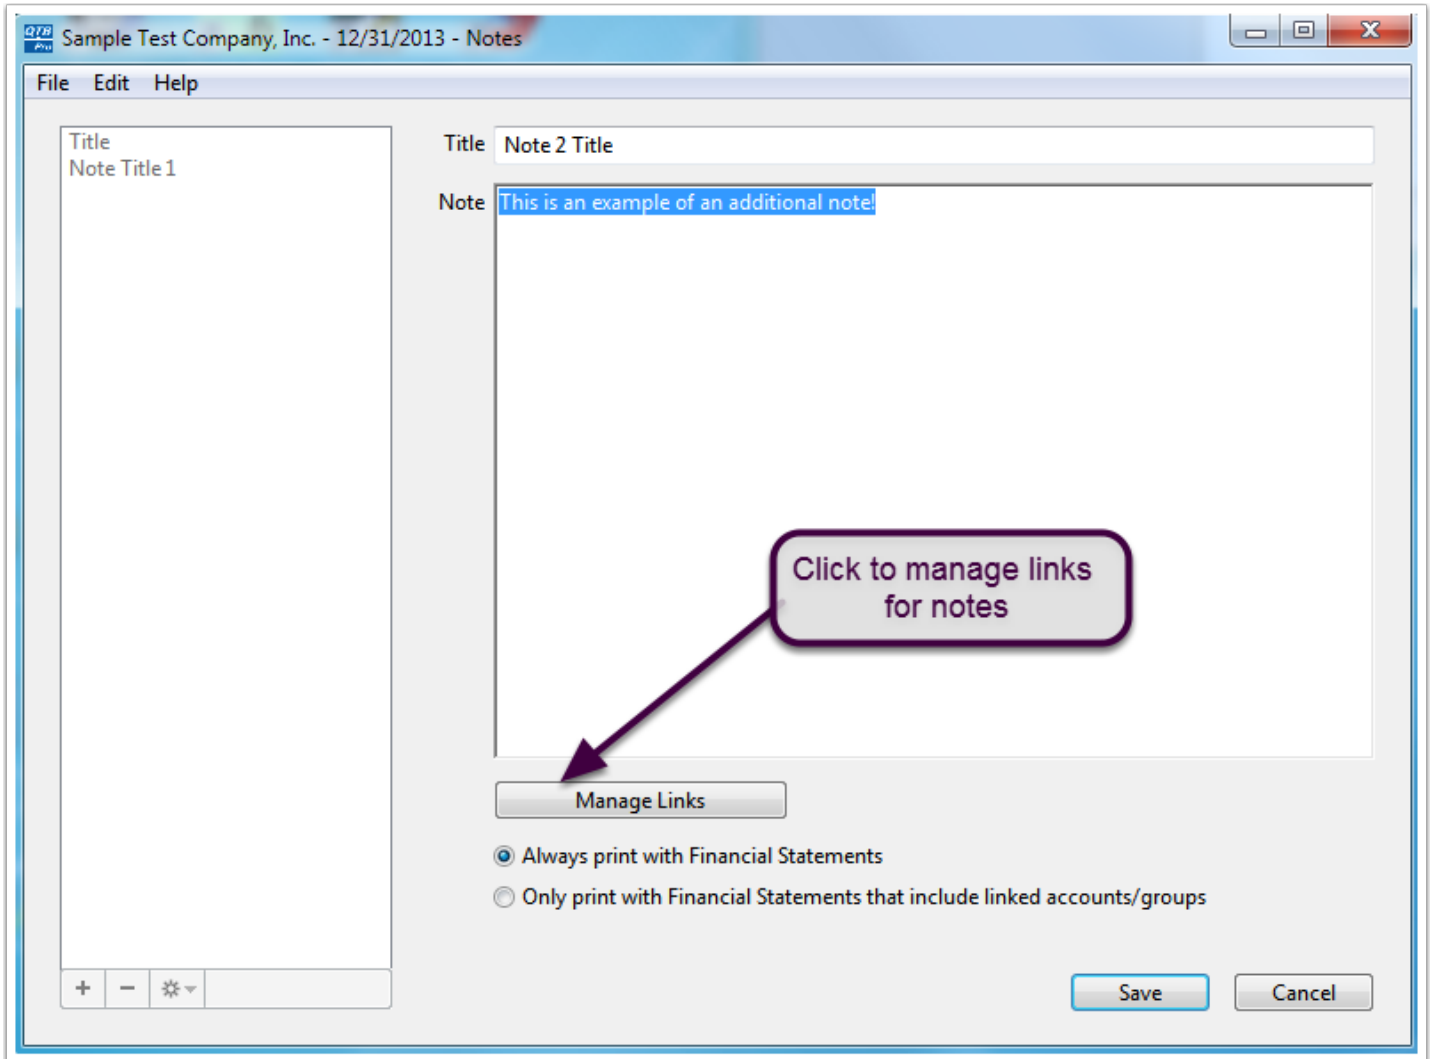 QTB
Pro
Sample Test Company, Inc. - 12/31/2013 - Notes
File Edit Help
Title
Note Title 1
Title Note 2 Title
Note This is an example of an additional note!
Click to manage links
for notes
Manage Links
Always print with Financial Statements
Only print with Financial Statements that include linked accounts/groups
Save Cancel